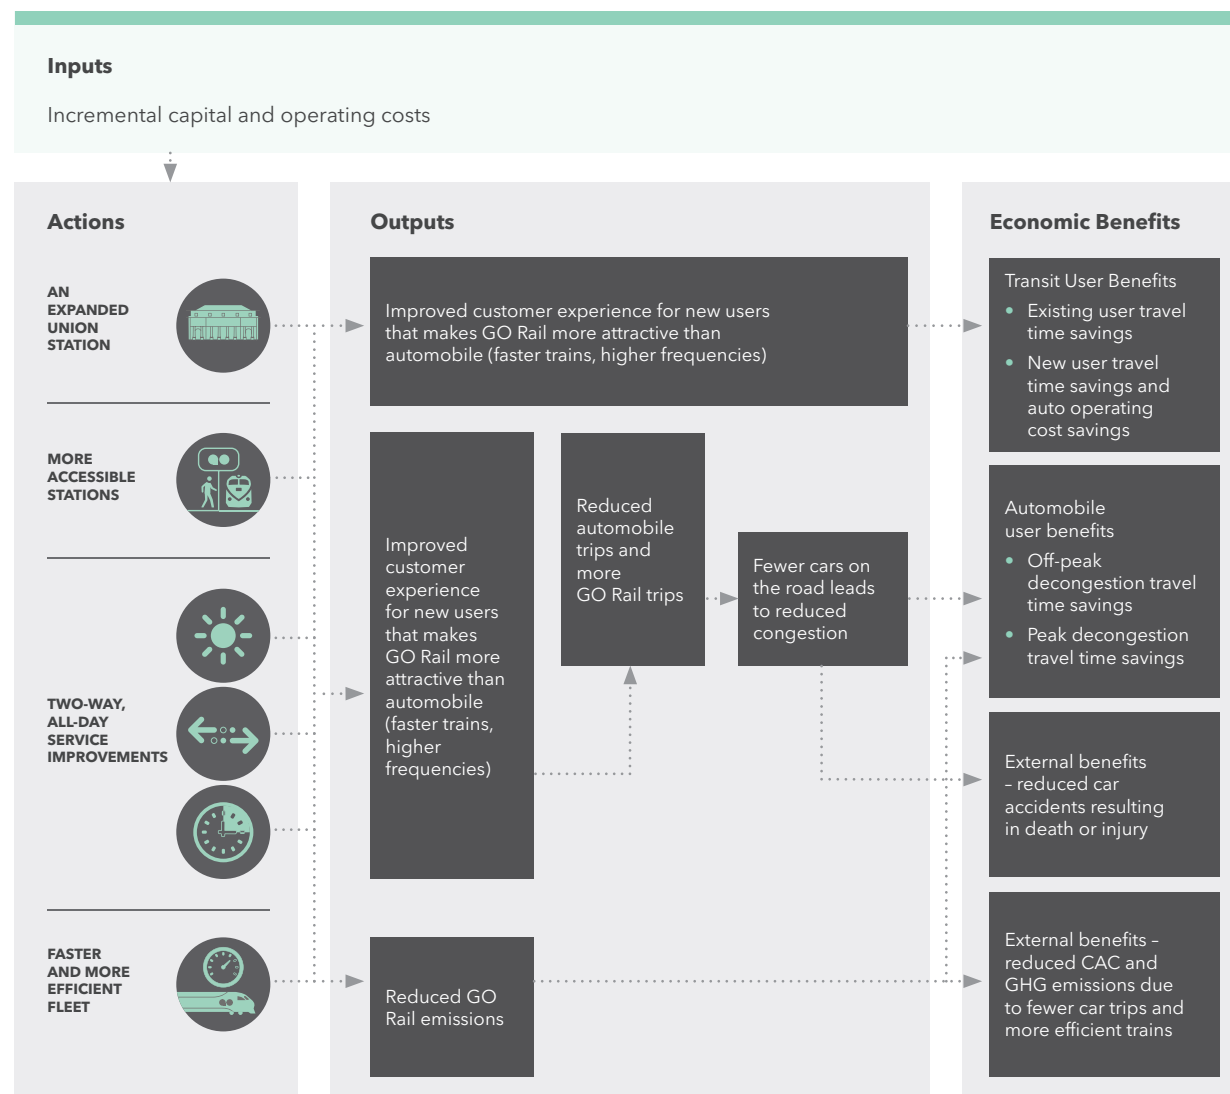 Inputs
Incremental capital and operating costs
Actions
AN
EXPANDED
UNION
STATION
MORE
ACCESSIBLE
STATIONS
TWO-WAY,
ALL-DAY
SERVICE
IMPROVEMENTS
FASTER
AND MORE
EFFICIENT
FLEET
Outputs
Improved customer experience for new users
that makes GO Rail more attractive than
automobile (faster trains, higher frequencies)
Improved
customer
experience
for new users
that makes
GO Rail more
attractive than
automobile
(faster trains,
higher
frequencies)
Reduced
automobile
trips and
more
GO Rail trips
Fewer cars on
the road leads
to reduced
congestion
Reduced GO
Rail emissions
Economic Benefits
Transit User Benefits
• Existing user travel
time savings
• New user travel
time savings and
auto operating
cost savings
Automobile
user benefits
• Off-peak
decongestion travel
time savings
• Peak decongestion
travel time savings
External benefits
– reduced car
accidents resulting
in death or injury
External benefits –
reduced CAC and
GHG emissions due
to fewer car trips and
more efficient trains